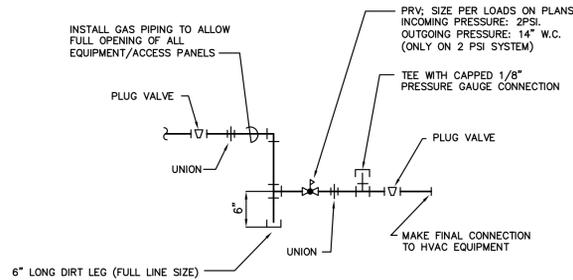 PRV; SIZE PER LOADS ON PLANS
INCOMING PRESSURE: 2PSI.
OUTGOING PRESSURE: 14" W.C.
(ONLY ON 2 PSI SYSTEM)
INSTALL GAS PIPING TO ALLOW
FULL OPENING OF ALL
EQUIPMENT/ACCESS PANELS
TEE WITH CAPPED 1/8"
PRESSURE GAUGE CONNECTION
PLUG VALVE
PLUG VALVE
UNION
6"
MAKE FINAL CONNECTION
TO HVAC EQUIPMENT
UNION
6" LONG DIRT LEG (FULL LINE SIZE)